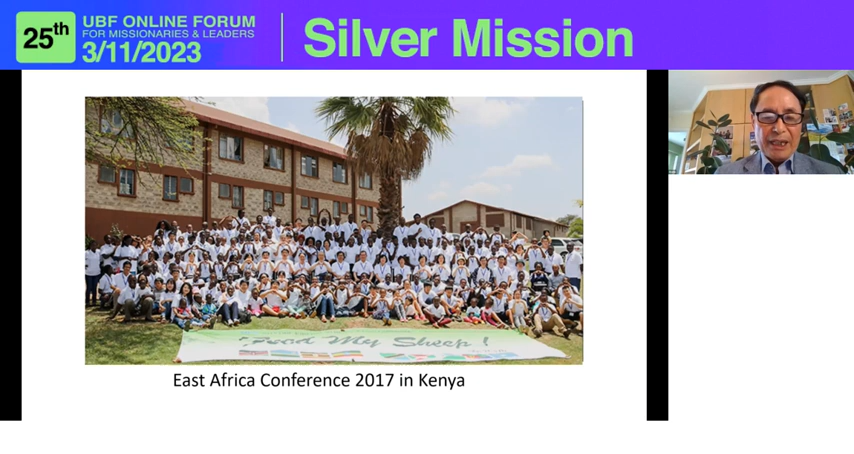 25th
UBF ONLINE FORUM
FOR MISSIONARIES & LEADERS
3/11/2023
Silver Mission
Feed My Sheep!
East Africa Conference 2017 in Kenya